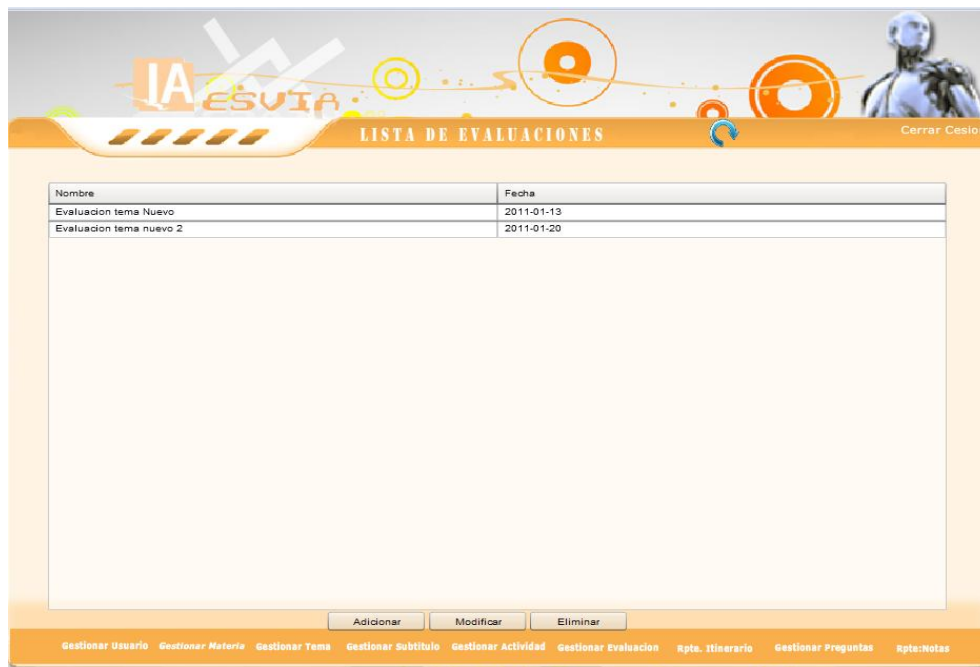 IA ESVIA
LISTA DE EVALUACIONES
Cerrar Cesio
Nombre Fecha
Evaluacion tema Nuevo 2011-01-13
Evaluacion tema nuevo 2 2011-01-20
Adicionar Modificar Eliminar
Gestionar Usuario Gestionar Materia Gestionar Tema Gestionar Subtitulo Gestionar Actividad Gestionar Evaluacion Rpte. Itinerario Gestionar Preguntas Rpte:Notas